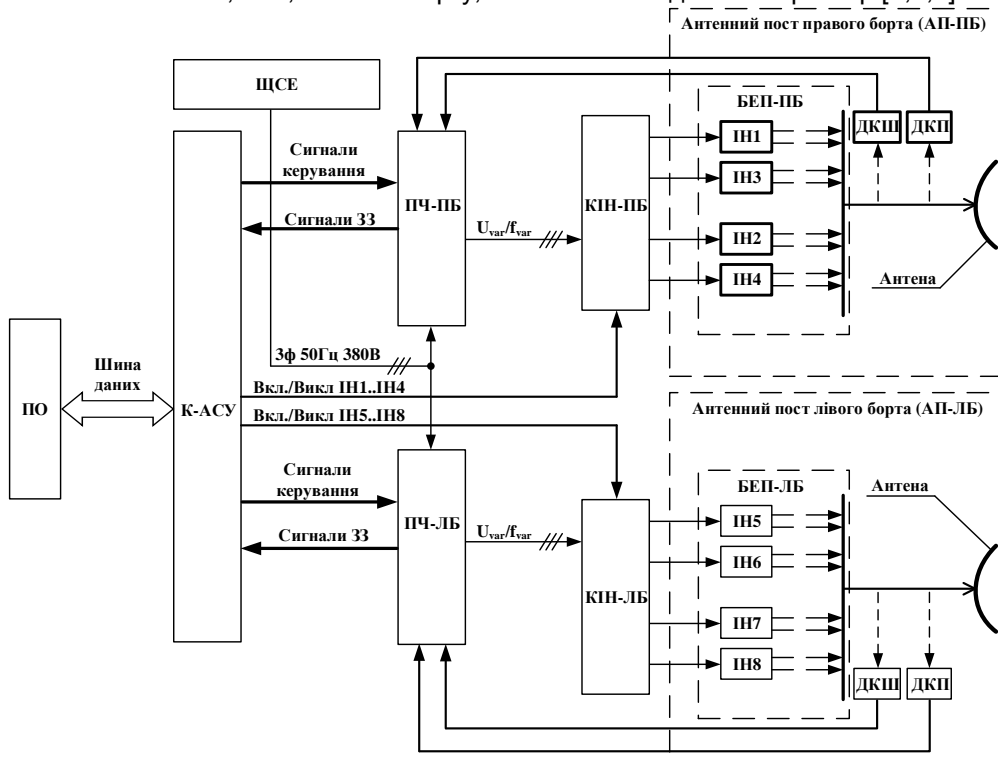 Антенний пост правого борта (АП-ПБ)
ЩСЕ
БЕП-ПБ
ДКШ
ДКП
ІН1
Сигнали
керування
ІН3
ПЧ-ПБ
КІН-ПБ
Сигнали ЗЗ
Uvar/fvar
ІН2
ІН4
Антена
3ф 50Гц 380В
Шина
даних
Вкл./Викл ІН1..ІН4
ПО
К-АСУ
Вкл./Викл ІН5..ІН8
Антенний пост лівого борта (АП-ЛБ)
Сигнали
керування
БЕП-ЛБ
Антена
ІН5
ПЧ-ЛБ
Сигнали ЗЗ
Uvar/fvar
ІН6
КІН-ЛБ
ІН7
ІН8
ДКШ
ДКП